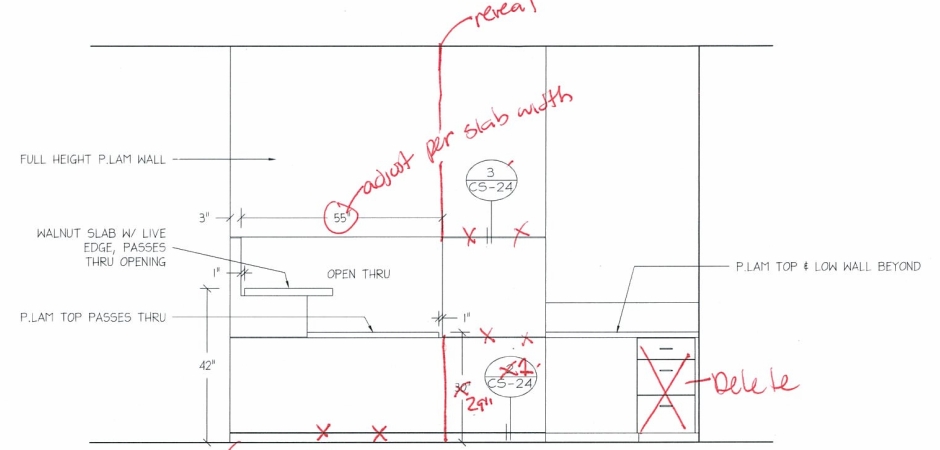 reveal
adjust per slab width
FULL HEIGHT P.LAM WALL
3
CS-24
3"
55"
WALNUT SLAB W/ LIVE
EDGE, PASSES
THRU OPENING
1"
OPEN THRU
P.LAM TOP & LOW WALL BEYOND
P.LAM TOP PASSES THRU
1"
42"
30"
29"
1
CS-24
Delete